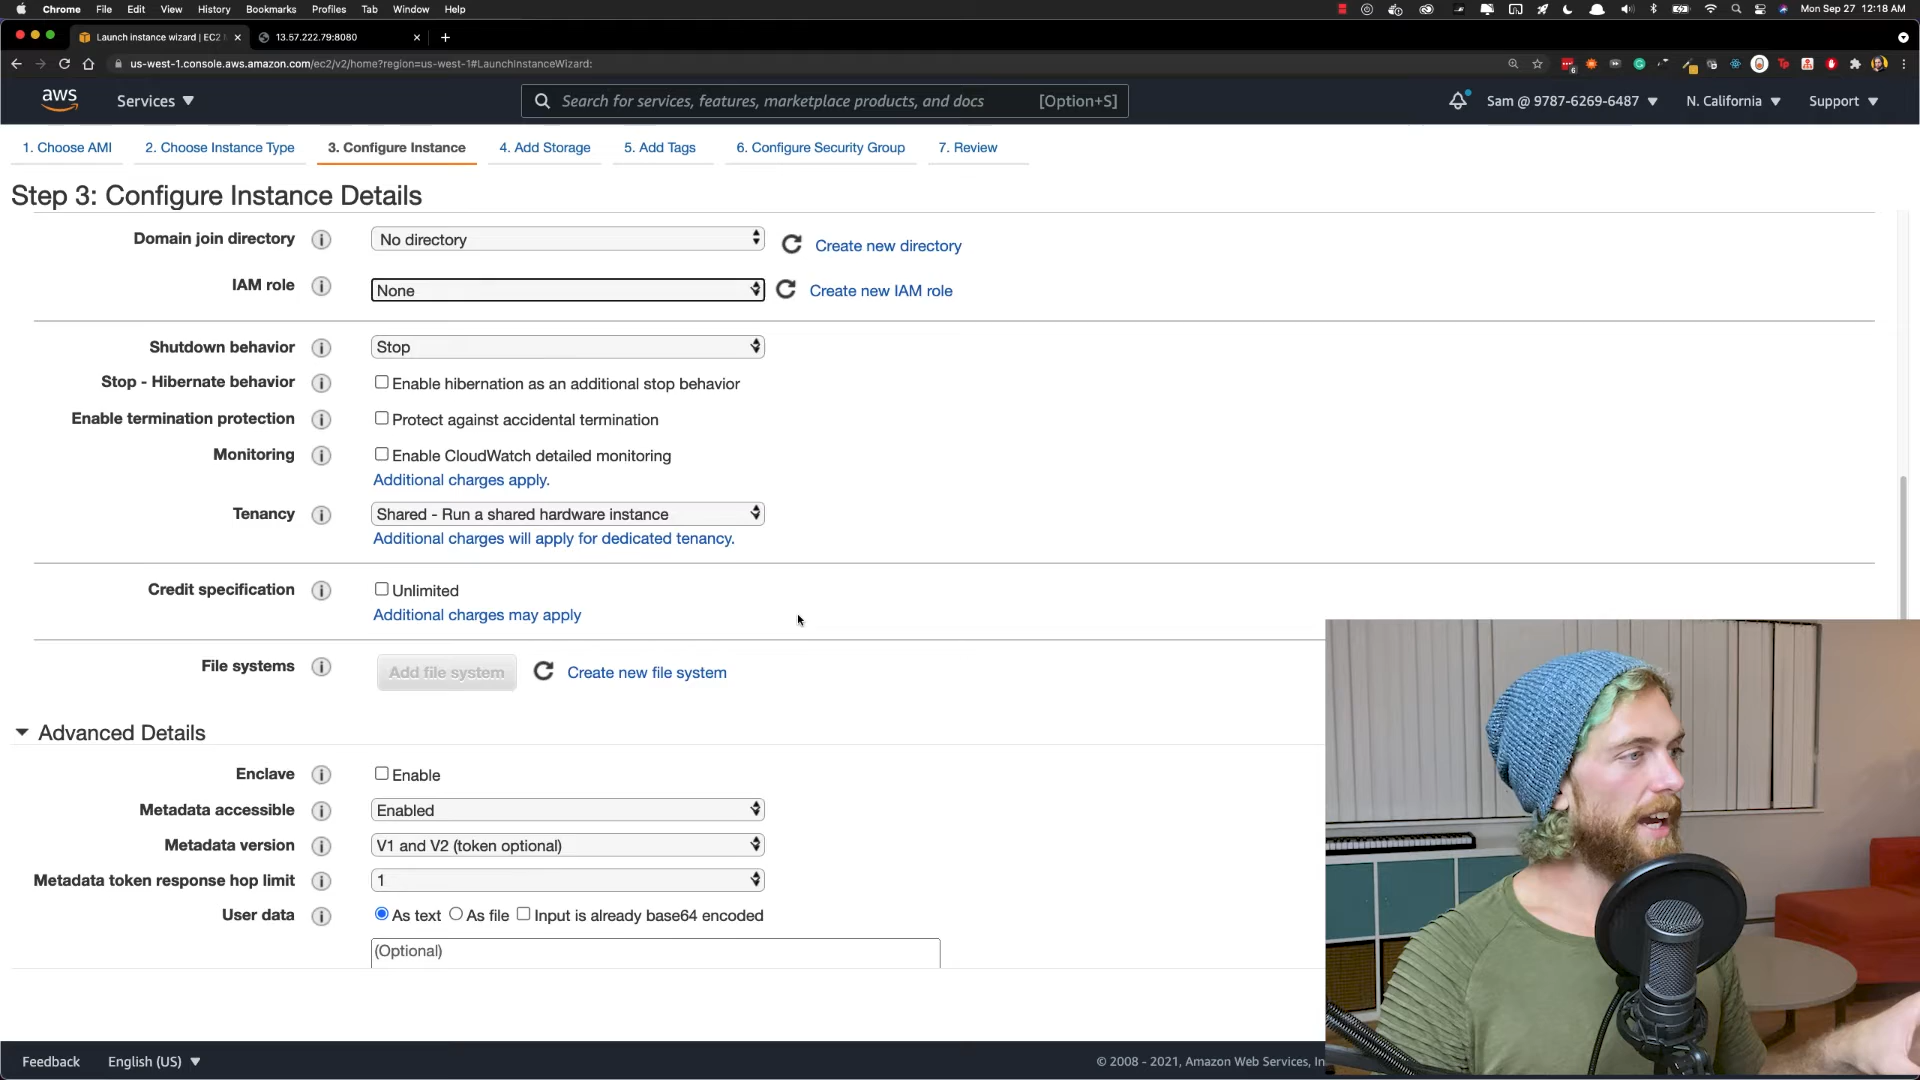 Chrome File Edit View History Bookmarks Profiles Tab Window Help
Mon Sep 27 12:18 AM
Launch instance wizard | EC2
13.57.222.79:8080
us-west-1.console.aws.amazon.com/ec2/v2/home?region=us-west-1#LaunchInstanceWizard:
aws
Services
Search for services, features, marketplace products, and docs [Option+S]
Sam @ 9787-6269-6487
N. California
Support
1. Choose AMI
2. Choose Instance Type
3. Configure Instance
4. Add Storage
5. Add Tags
6. Configure Security Group
7. Review
Step 3: Configure Instance Details
Domain join directory i No directory Create new directory
IAM role i None Create new IAM role
Shutdown behavior i Stop
Stop - Hibernate behavior i Enable hibernation as an additional stop behavior
Enable termination protection i Protect against accidental termination
Monitoring i Enable CloudWatch detailed monitoring
Additional charges apply.
Tenancy i Shared - Run a shared hardware instance
Additional charges will apply for dedicated tenancy.
Credit specification i Unlimited
Additional charges may apply
File systems i Add file system Create new file system
Advanced Details
Enclave i Enable
Metadata accessible i Enabled
Metadata version i V1 and V2 (token optional)
Metadata token response hop limit i 1
User data i As text As file Input is already base64 encoded
(Optional)
Feedback English (US)
© 2008 - 2021, Amazon Web Services, In